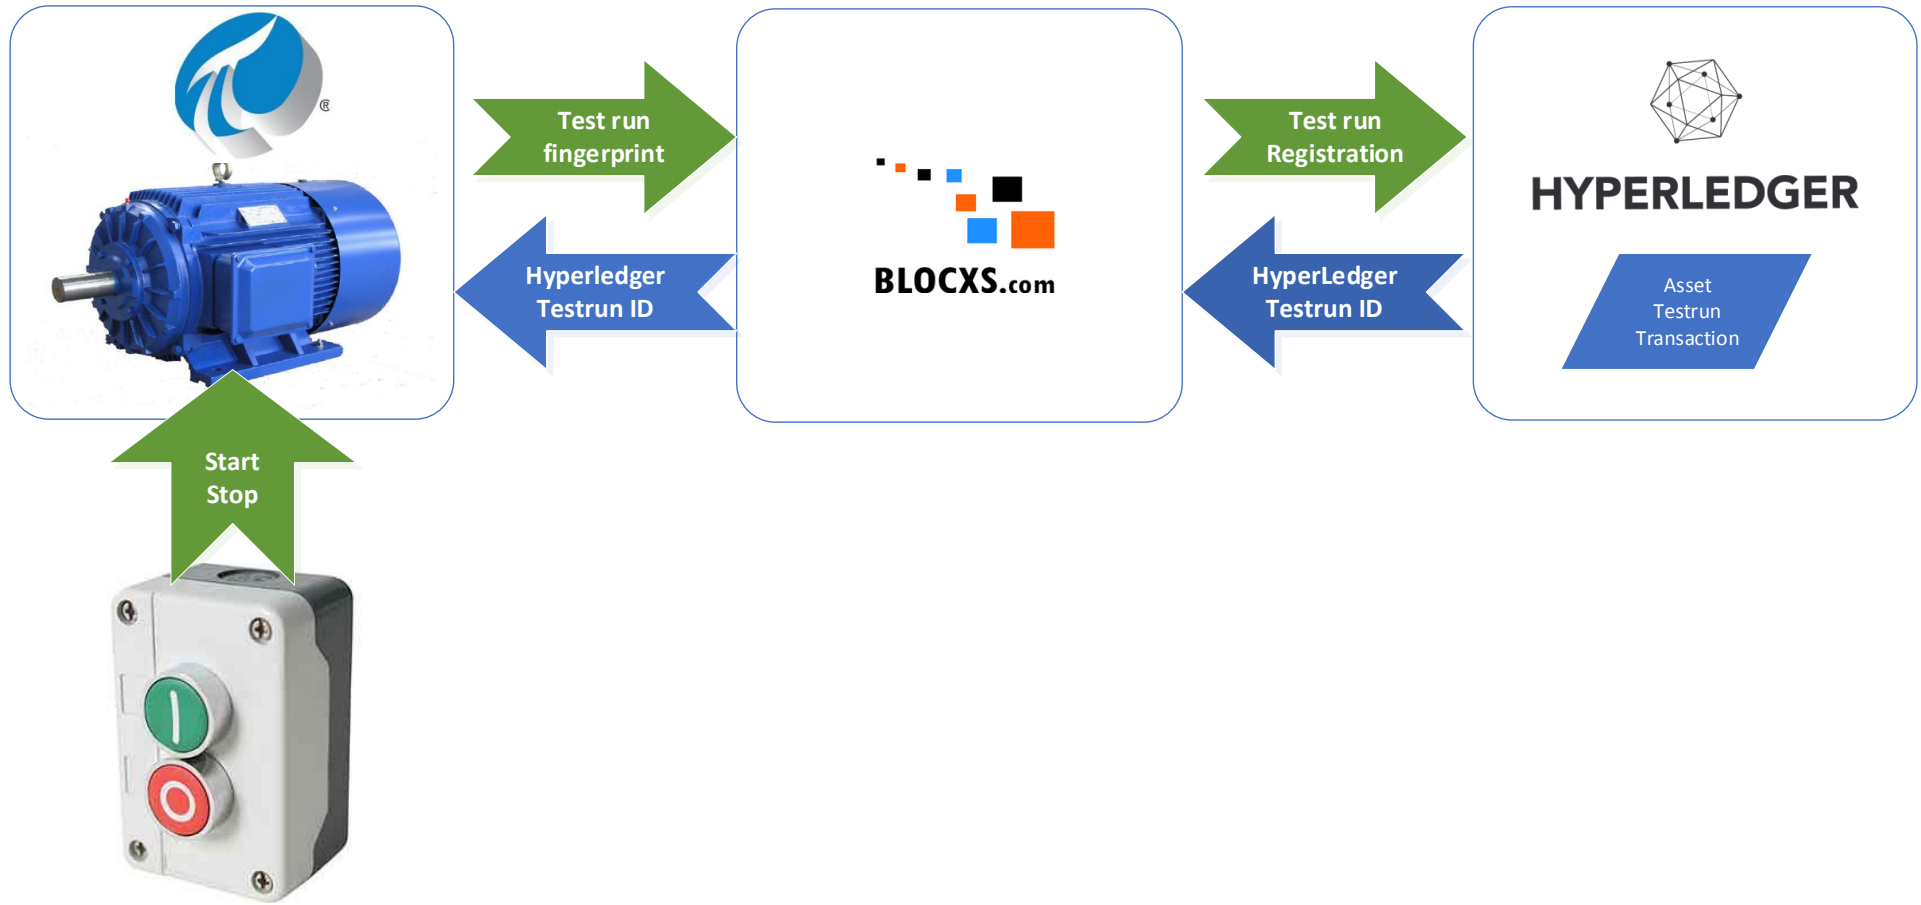 ®
Test run
fingerprint
Hyperledger
Testrun ID
BLOCXS.com
Test run
Registration
HyperLedger
Testrun ID
HYPERLEDGER
Asset
Testrun
Transaction
Start
Stop